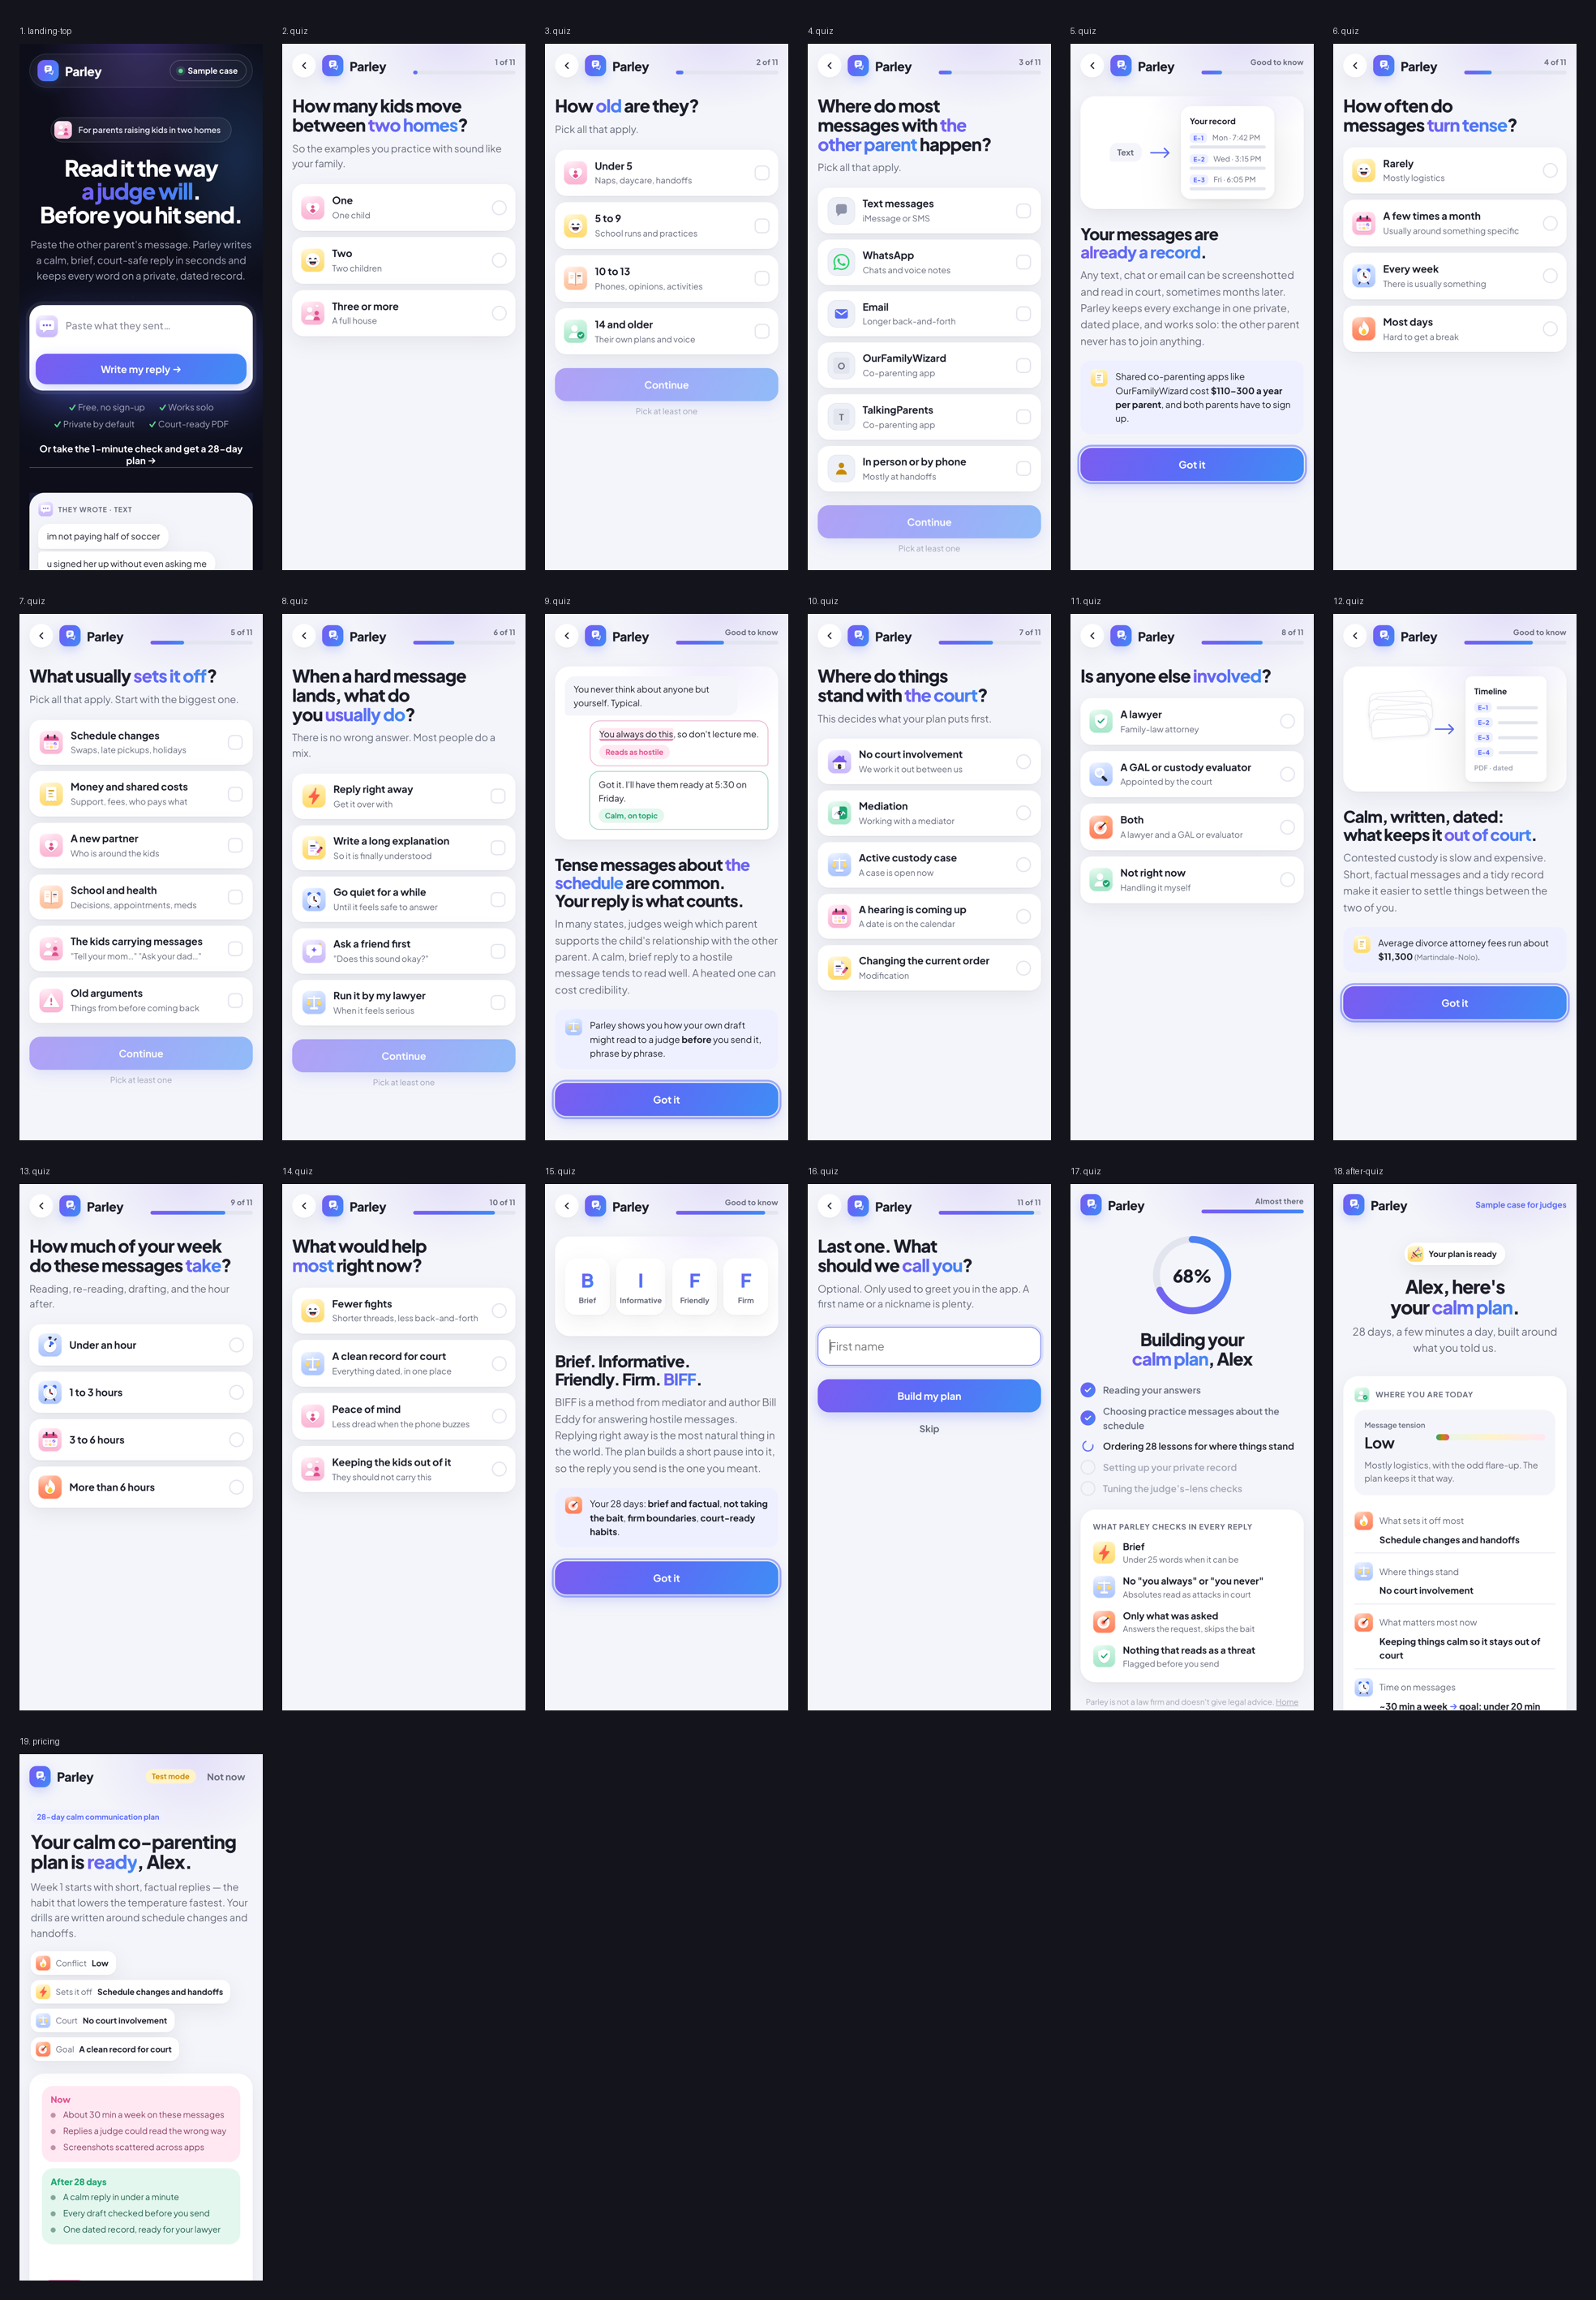 1. landing-top
Parley
Sample case
For parents raising kids in two homes
Read it the way
a judge will.
Before you hit send.
Paste the other parent's message. Parley writes
a calm, brief, court-safe reply in seconds and
keeps every word on a private, dated record.
Paste what they sent...
Write my reply →
✓ Free, no sign-up ✓ Works solo
✓ Private by default ✓ Court-ready PDF
Or take the 1-minute check and get a 28-day
plan →
THEY WROTE · TEXT
im not paying half of soccer
u signed her up without even asking me
2. quiz
Parley
1 of 11
How many kids move
between two homes?
So the examples you practice with sound like
your family.
One
One child
Two
Two children
Three or more
A full house
3. quiz
Parley
2 of 11
How old are they?
Pick all that apply.
Under 5
Naps, daycare, handoffs
5 to 9
School runs and practices
10 to 13
Phones, opinions, activities
14 and older
Their own plans and voice
Continue
Pick at least one
4. quiz
Parley
3 of 11
Where do most
messages with the
other parent happen?
Pick all that apply.
Text messages
iMessage or SMS
WhatsApp
Chats and voice notes
Email
Longer back-and-forth
O
OurFamilyWizard
Co-parenting app
T
TalkingParents
Co-parenting app
In person or by phone
Mostly at handoffs
Continue
Pick at least one
5. quiz
Parley
Good to know
Text
Your record
E-1 Mon · 7:42 PM
E-2 Wed · 3:15 PM
E-3 Fri · 6:05 PM
Your messages are
already a record.
Any text, chat or email can be screenshotted
and read in court, sometimes months later.
Parley keeps every exchange in one private,
dated place, and works solo: the other parent
never has to join anything.
Shared co-parenting apps like
OurFamilyWizard cost $110–300 a year
per parent, and both parents have to sign
up.
Got it
6. quiz
Parley
4 of 11
How often do
messages turn tense?
Rarely
Mostly logistics
A few times a month
Usually around something specific
Every week
There is usually something
Most days
Hard to get a break
7. quiz
Parley
5 of 11
What usually sets it off?
Pick all that apply. Start with the biggest one.
Schedule changes
Swaps, late pickups, holidays
Money and shared costs
Support, fees, who pays what
A new partner
Who is around the kids
School and health
Decisions, appointments, meds
The kids carrying messages
"Tell your mom..." "Ask your dad..."
Old arguments
Things from before coming back
Continue
Pick at least one
8. quiz
Parley
6 of 11
When a hard message
lands, what do
you usually do?
There is no wrong answer. Most people do a
mix.
Reply right away
Get it over with
Write a long explanation
So it is finally understood
Go quiet for a while
Until it feels safe to answer
Ask a friend first
"Does this sound okay?"
Run it by my lawyer
When it feels serious
Continue
Pick at least one
9. quiz
Parley
Good to know
You never think about anyone but
yourself. Typical.
You always do this, so don't lecture me.
Reads as hostile
Got it. I'll have them ready at 5:30 on
Friday.
Calm, on topic
Tense messages about the
schedule are common.
Your reply is what counts.
In many states, judges weigh which parent
supports the child's relationship with the other
parent. A calm, brief reply to a hostile
message tends to read well. A heated one can
cost credibility.
Parley shows you how your own draft
might read to a judge before you send it,
phrase by phrase.
Got it
10. quiz
Parley
7 of 11
Where do things
stand with the court?
This decides what your plan puts first.
No court involvement
We work it out between us
Mediation
Working with a mediator
Active custody case
A case is open now
A hearing is coming up
A date is on the calendar
Changing the current order
Modification
11. quiz
Parley
8 of 11
Is anyone else involved?
A lawyer
Family-law attorney
A GAL or custody evaluator
Appointed by the court
Both
A lawyer and a GAL or evaluator
Not right now
Handling it myself
12. quiz
Parley
Good to know
Timeline
E-1
E-2
E-3
E-4
PDF · dated
Calm, written, dated:
what keeps it out of court.
Contested custody is slow and expensive.
Short, factual messages and a tidy record
make it easier to settle things between the
two of you.
Average divorce attorney fees run about
$11,300 (Martindale-Nolo).
Got it
13. quiz
Parley
9 of 11
How much of your week
do these messages take?
Reading, re-reading, drafting, and the hour
after.
Under an hour
1 to 3 hours
3 to 6 hours
More than 6 hours
14. quiz
Parley
10 of 11
What would help
most right now?
Fewer fights
Shorter threads, less back-and-forth
A clean record for court
Everything dated, in one place
Peace of mind
Less dread when the phone buzzes
Keeping the kids out of it
They should not carry this
15. quiz
Parley
Good to know
B I F F
Brief Informative Friendly Firm
Brief. Informative.
Friendly. Firm. BIFF.
BIFF is a method from mediator and author Bill
Eddy for answering hostile messages.
Replying right away is the most natural thing in
the world. The plan builds a short pause into it,
so the reply you send is the one you meant.
Your 28 days: brief and factual, not taking
the bait, firm boundaries, court-ready
habits.
Got it
16. quiz
Parley
11 of 11
Last one. What
should we call you?
Optional. Only used to greet you in the app. A
first name or a nickname is plenty.
First name
Build my plan
Skip
17. quiz
Parley
Almost there
68%
Building your
calm plan, Alex
Reading your answers
Choosing practice messages about the
schedule
Ordering 28 lessons for where things stand
Setting up your private record
Tuning the judge's-lens checks
WHAT PARLEY CHECKS IN EVERY REPLY
Brief
Under 25 words when it can be
No "you always" or "you never"
Absolutes read as attacks in court
Only what was asked
Answers the request, skips the bait
Nothing that reads as a threat
Flagged before you send
Parley is not a law firm and doesn't give legal advice. Home
18. after-quiz
Parley
Sample case for judges
Your plan is ready
Alex, here's
your calm plan.
28 days, a few minutes a day, built around
what you told us.
WHERE YOU ARE TODAY
Message tension
Low
Mostly logistics, with the odd flare-up. The
plan keeps it that way.
What sets it off most
Schedule changes and handoffs
Where things stand
No court involvement
What matters most now
Keeping things calm so it stays out of
court
Time on messages
~30 min a week → goal: under 20 min
19. pricing
Parley
Test mode
Not now
28-day calm communication plan
Your calm co-parenting
plan is ready, Alex.
Week 1 starts with short, factual replies — the
habit that lowers the temperature fastest. Your
drills are written around schedule changes and
handoffs.
Conflict Low
Sets it off Schedule changes and handoffs
Court No court involvement
Goal A clean record for court
Now
About 30 min a week on these messages
Replies a judge could read the wrong way
Screenshots scattered across apps
After 28 days
A calm reply in under a minute
Every draft checked before you send
One dated record, ready for your lawyer